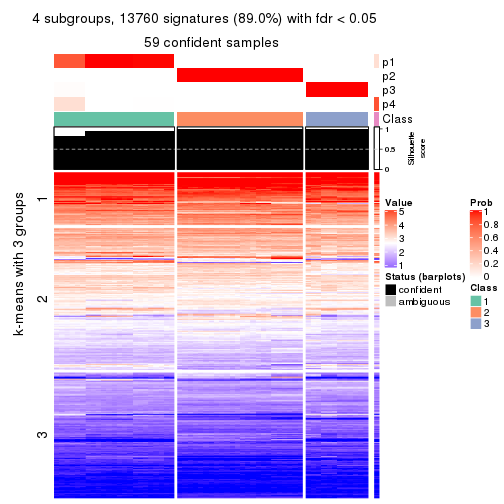 4 subgroups, 13760 signatures (89.0%) with fdr < 0.05
59 confident samples
p1
p2
p3
p4
Class
1
0.5
0
Silhouette
score
k-means with 3 groups
1
2
3
Value
5
4
3
2
1
Status (barplots)
confident
ambiguous
Prob
1
0.8
0.6
0.4
0.2
0
Class
1
2
3